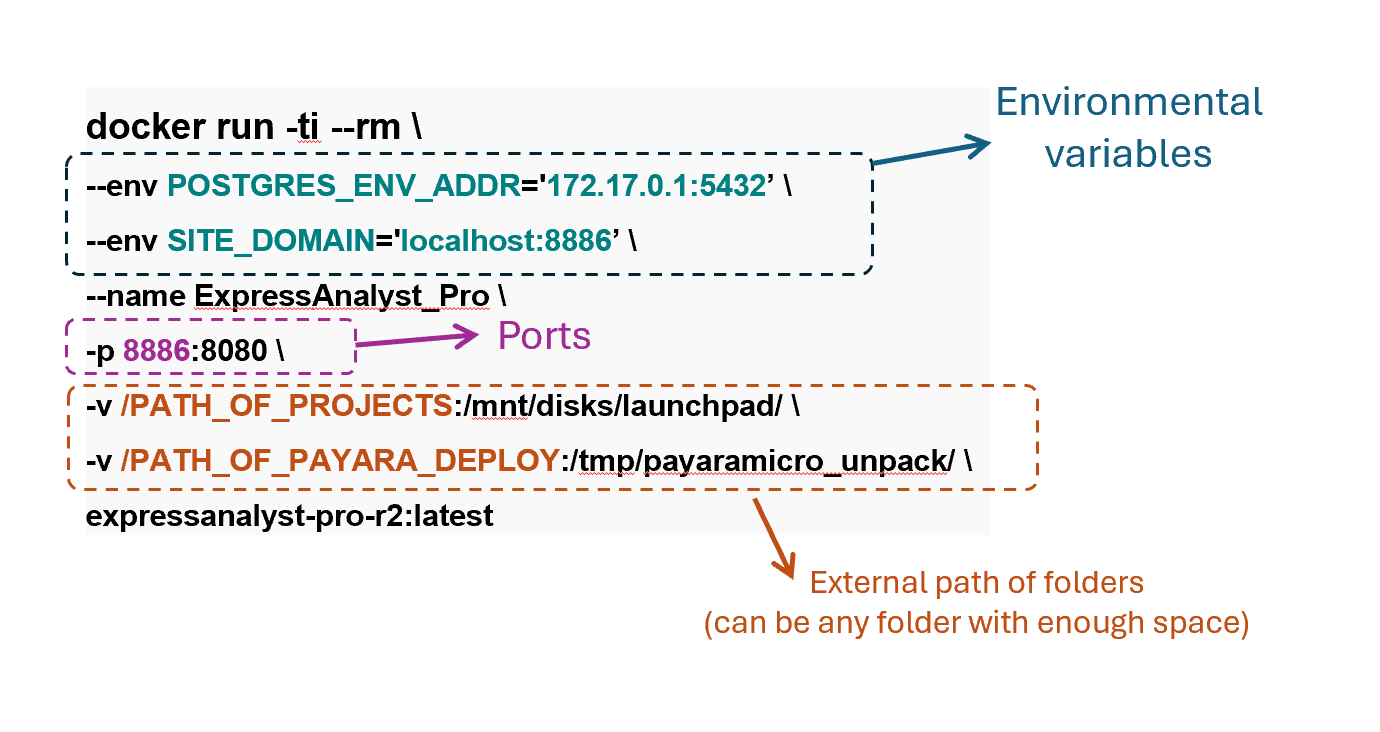 docker run -ti --rm \
Environmental
variables
--env POSTGRES_ENV_ADDR='172.17.0.1:5432’ \
--env SITE_DOMAIN='localhost:8886’ \
--name ExpressAnalyst_Pro \
-p 8886:8080 \
Ports
-v /PATH_OF_PROJECTS:/mnt/disks/launchpad/ \
-v /PATH_OF_PAYARA_DEPLOY:/tmp/payaramicro_unpack/ \
expressanalyst-pro-r2:latest
External path of folders
(can be any folder with enough space)